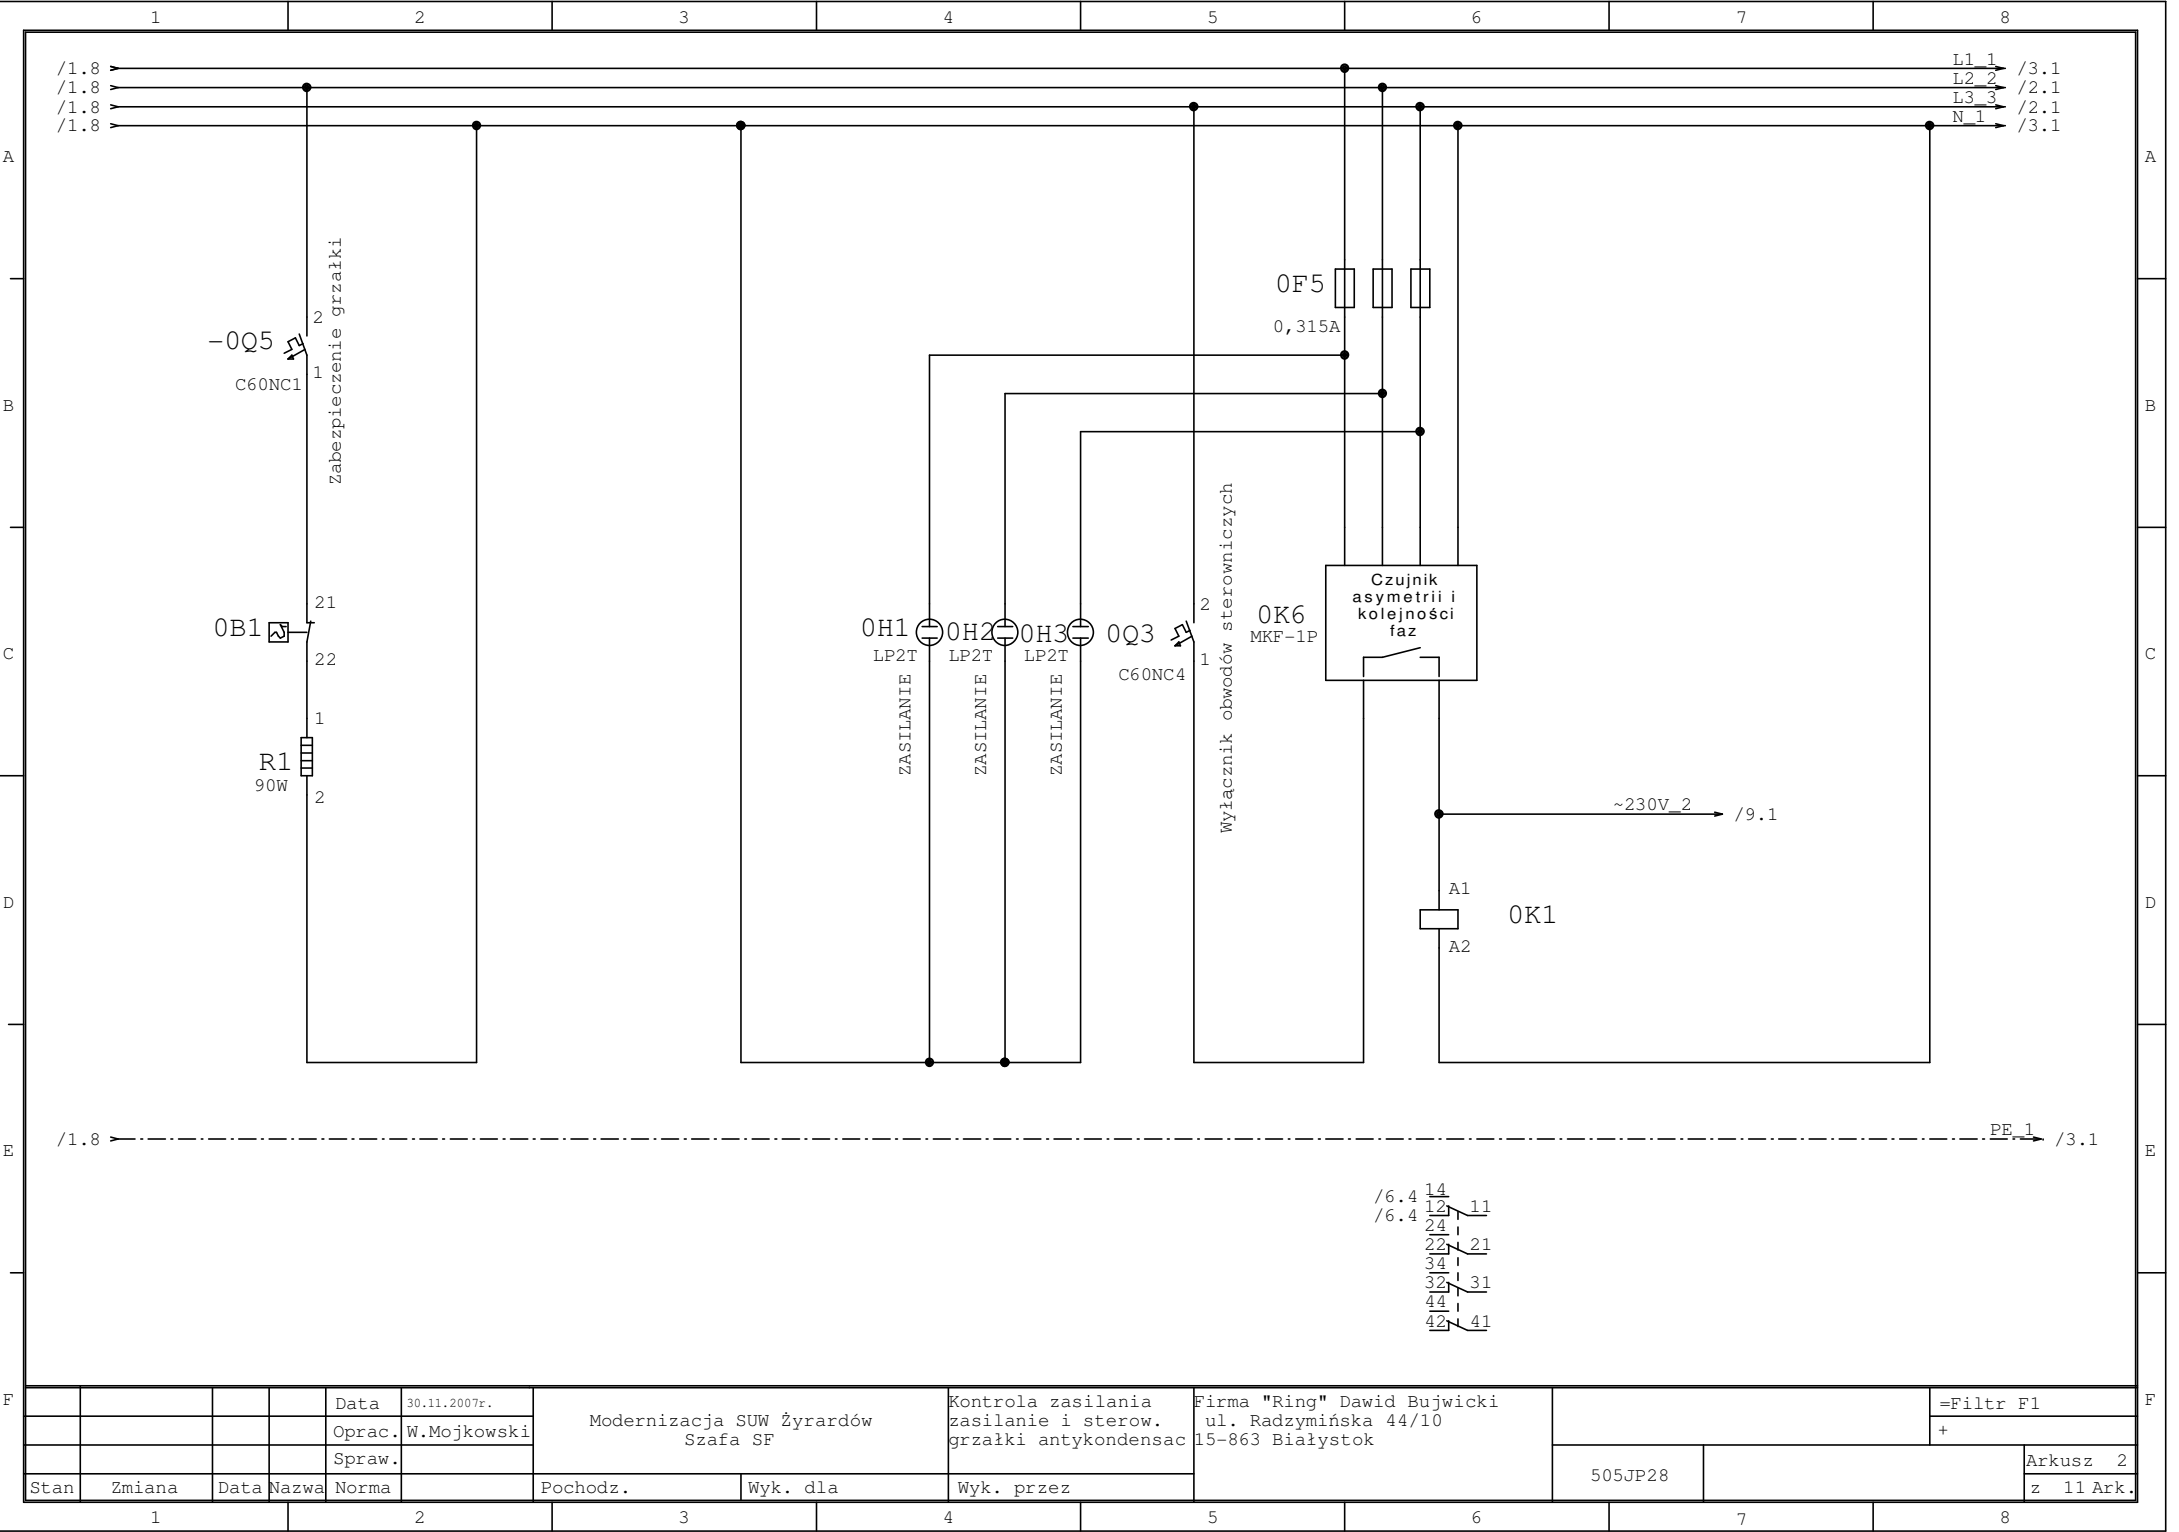 1 2 3 4 5 6 7 8
/1.8 L1_1 /3.1
/1.8 L2_2 /2.1
/1.8 L3_3 /2.1
/1.8 N_1 /3.1
A A
Zabezpieczenie grzałki
0F5
0,315A
2
-0Q5
1
C60NC1
B B
Wyłącznik obwodów sterowniczych
Czujnik
asymetrii i
kolejności
faz
21
0B1
22
0H1 0H2 0H3 0Q3 2
LP2T LP2T LP2T 1
C60NC4
0K6
MKF-1P
C C
ZASILANIE ZASILANIE ZASILANIE
1
R1
90W
2
~230V_2 /9.1
A1
0K1
A2
D D
/1.8 PE_1 /3.1
E E
/6.4 14
/6.4 12 11
24
22 21
34
32 31
44
42 41
F F
Data 30.11.2007r.
Oprac. W.Mojkowski
Spraw.
Stan Zmiana Data Nazwa Norma
Modernizacja SUW Żyrardów
Szafa SF
Pochodz. Wyk. dla Wyk. przez
Kontrola zasilania
zasilanie i sterow.
grzałki antykondensac
Firma "Ring" Dawid Bujwicki
ul. Radzymińska 44/10
15-863 Białystok
505JP28
=Filtr F1
+
Arkusz 2
z 11 Ark.
1 2 3 4 5 6 7 8